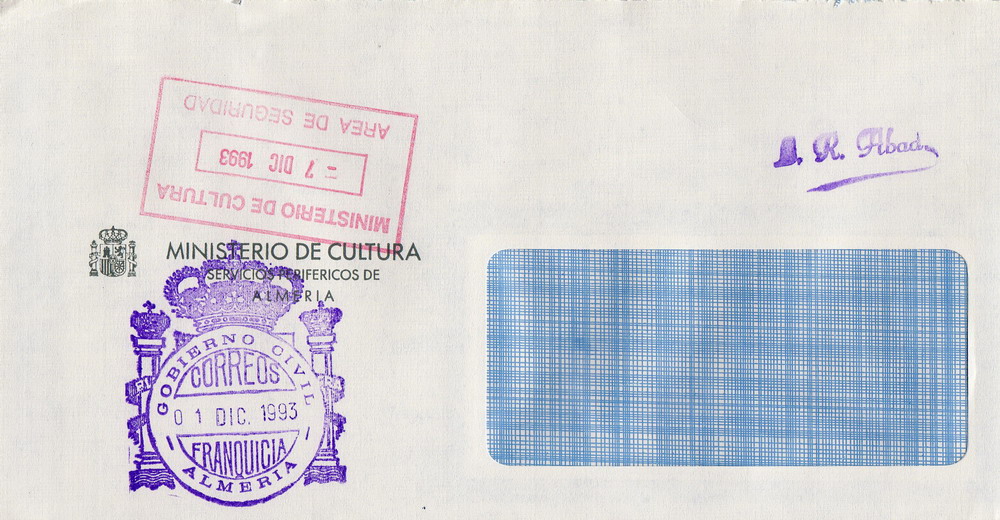 MINISTERIO DE CULTURA
- 7 DIC 1993
AREA DE SEGURIDAD
R. Abad
MINISTERIO DE CULTURA
SERVICIOS PERIFERICOS DE
ALMERIA
GOBIERNO CIVIL
CORREOS
01 DIC. 1993
FRANQUICIA
- ALMERIA -